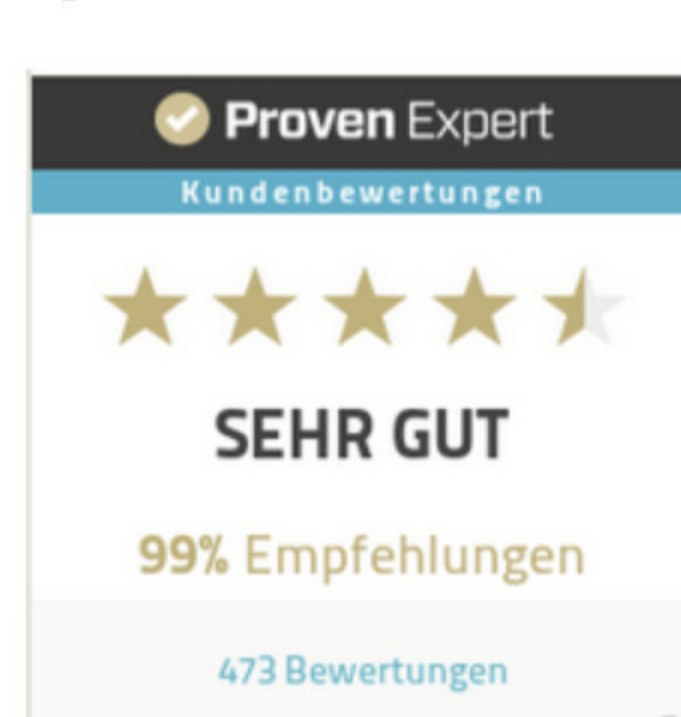 Proven Expert
Kundenbewertungen
SEHR GUT
99% Empfehlungen
473 Bewertungen